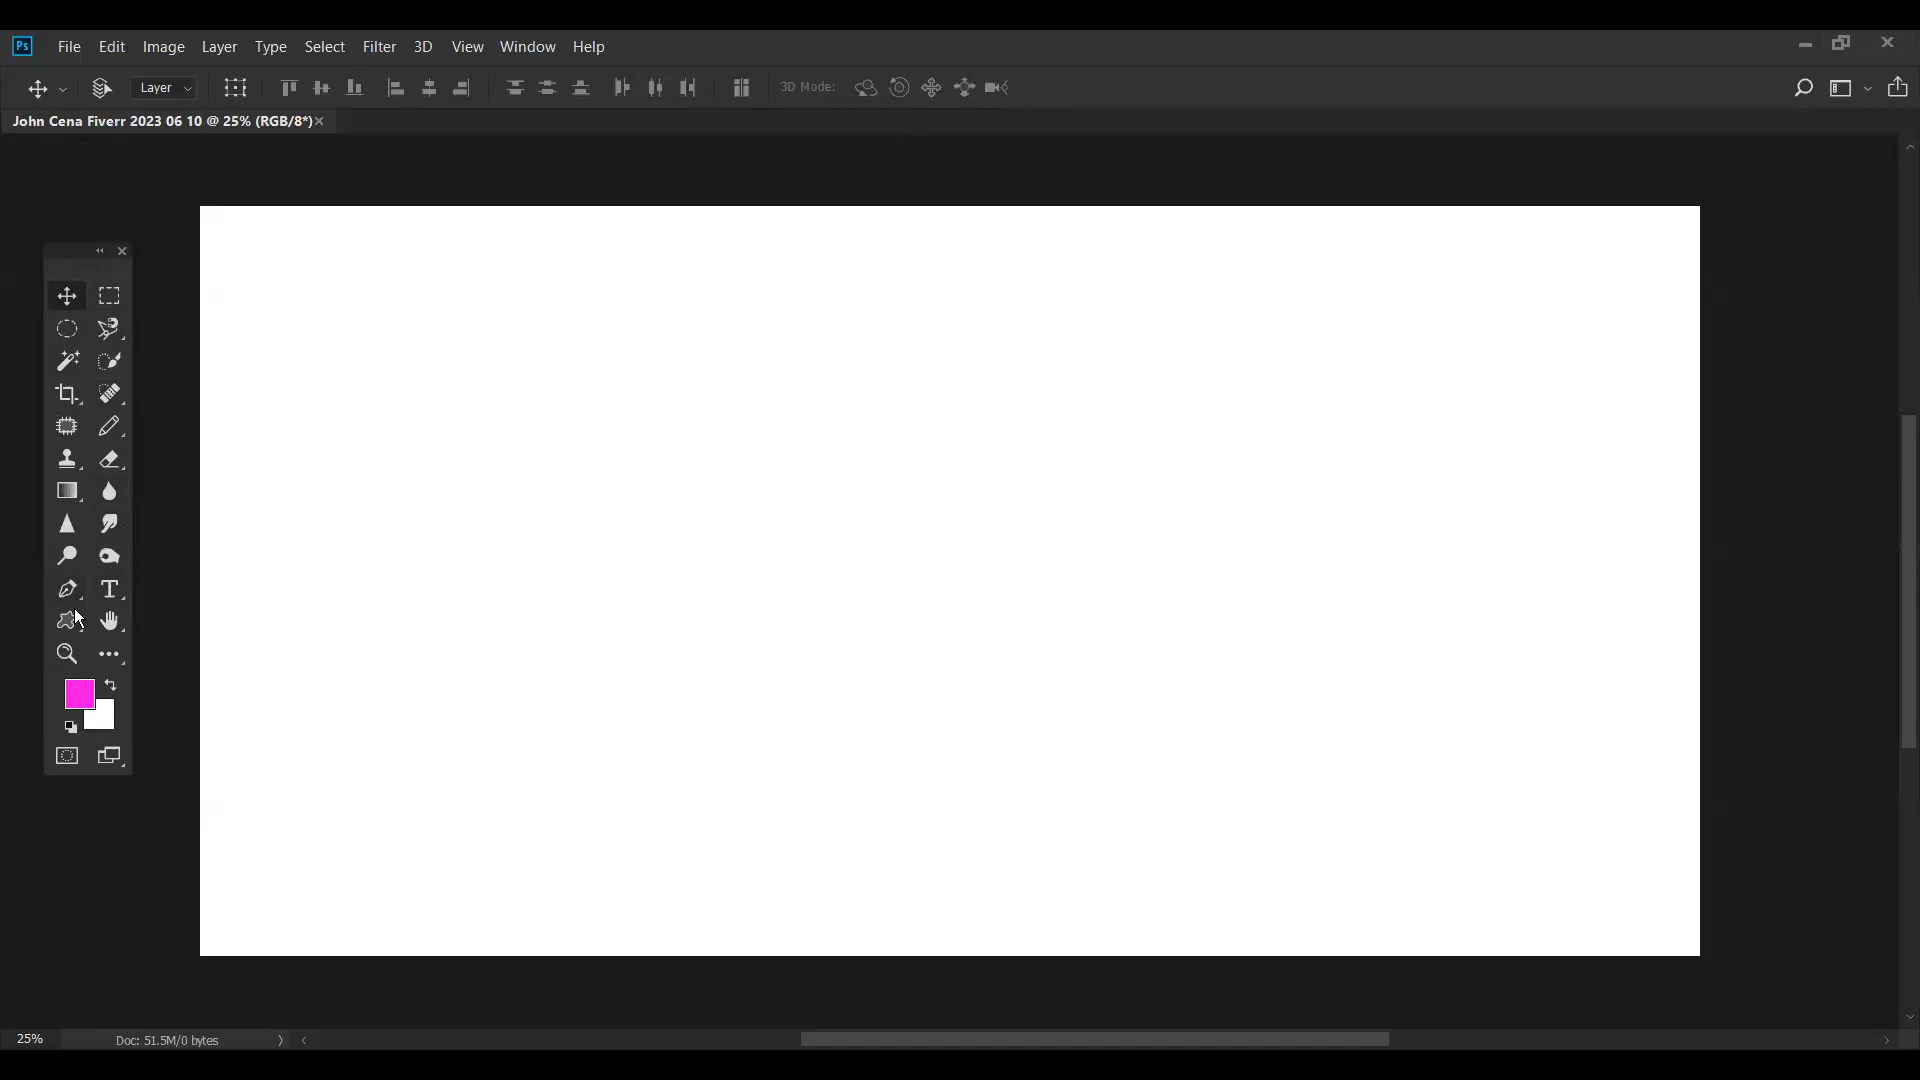 Ps File Edit Image Layer Type Select Filter 3D View Window Help
Layer 3D Mode:
John Cena Fiverr 2023 06 10 @ 25% (RGB/8*)
25% Doc: 51.5M/0 bytes